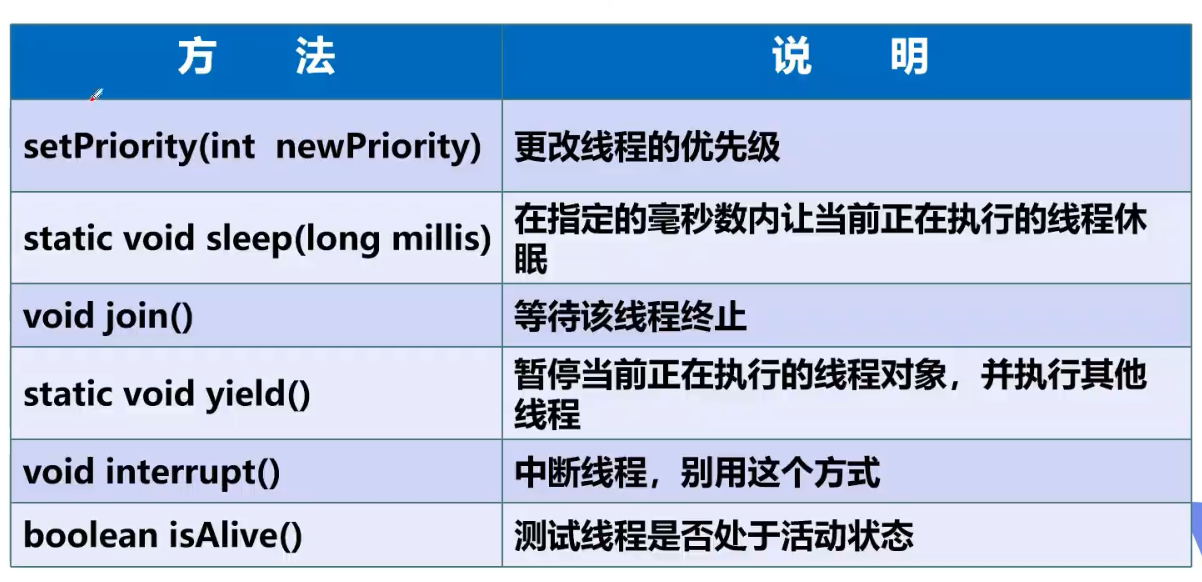 方 法
说 明
setPriority(int newPriority)
更改线程的优先级
static void sleep(long millis)
在指定的毫秒数内让当前正在执行的线程休
眠
void join()
等待该线程终止
static void yield()
暂停当前正在执行的线程对象，并执行其他
线程
void interrupt()
中断线程，别用这个方式
boolean isAlive()
测试线程是否处于活动状态